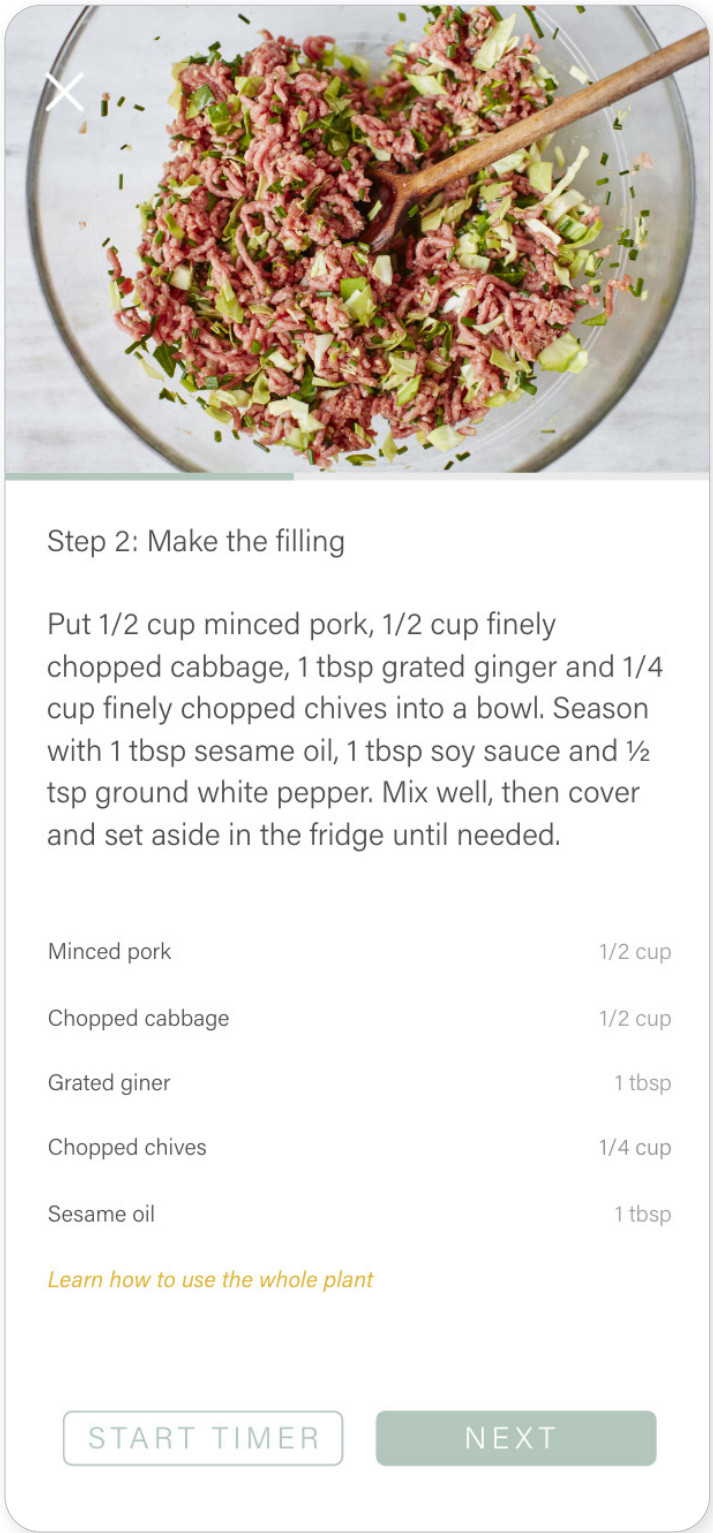 Step 2: Make the filling
Put 1/2 cup minced pork, 1/2 cup finely
chopped cabbage, 1 tbsp grated ginger and 1/4
cup finely chopped chives into a bowl. Season
with 1 tbsp sesame oil, 1 tbsp soy sauce and ½
tsp ground white pepper. Mix well, then cover
and set aside in the fridge until needed.
Minced pork 1/2 cup
Chopped cabbage 1/2 cup
Grated giner 1 tbsp
Chopped chives 1/4 cup
Sesame oil 1 tbsp
Learn how to use the whole plant
START TIMER NEXT